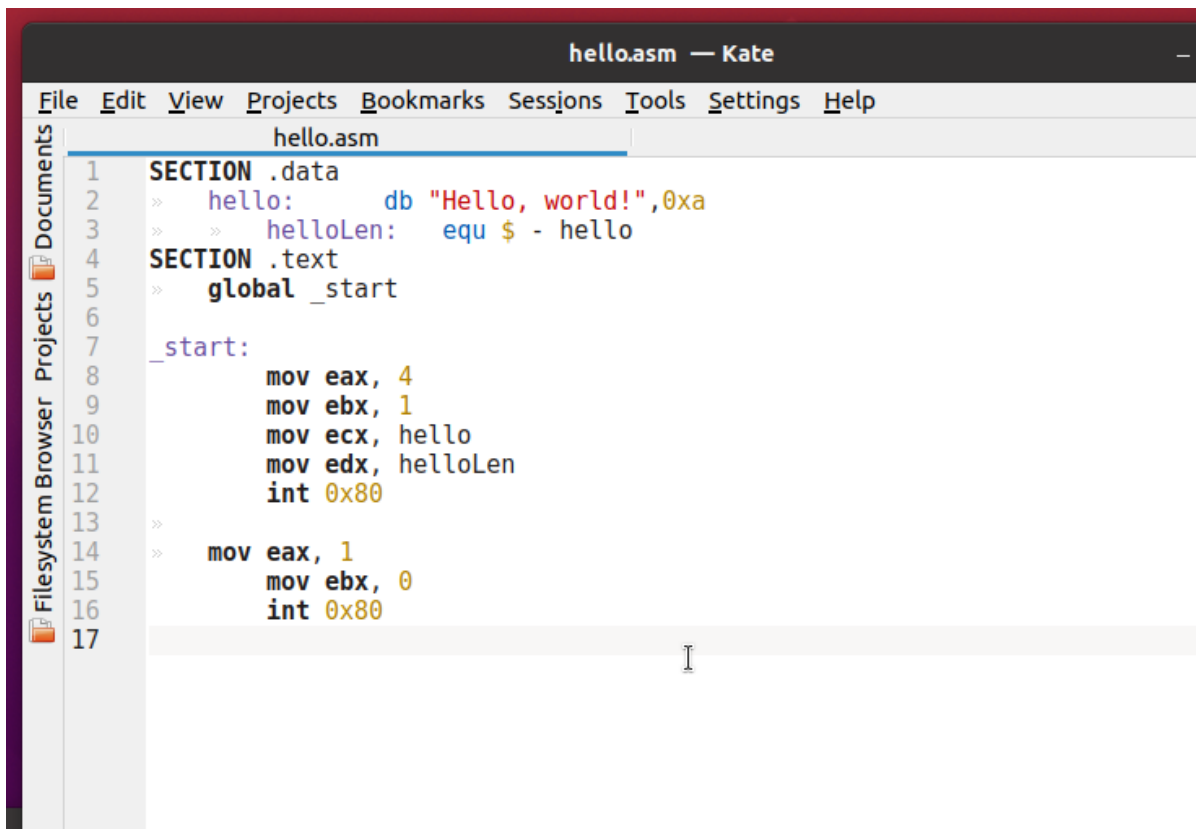 hello.asm — Kate
File Edit View Projects Bookmarks Sessions Tools Settings Help
hello.asm
Documents
Projects
Filesystem Browser
1 SECTION .data
2 » hello: db "Hello, world!",0xa
3 » » helloLen: equ $ - hello
4 SECTION .text
5 » global _start
6
7 _start:
8 mov eax, 4
9 mov ebx, 1
10 mov ecx, hello
11 mov edx, helloLen
12 int 0x80
13 »
14 » mov eax, 1
15 mov ebx, 0
16 int 0x80
17